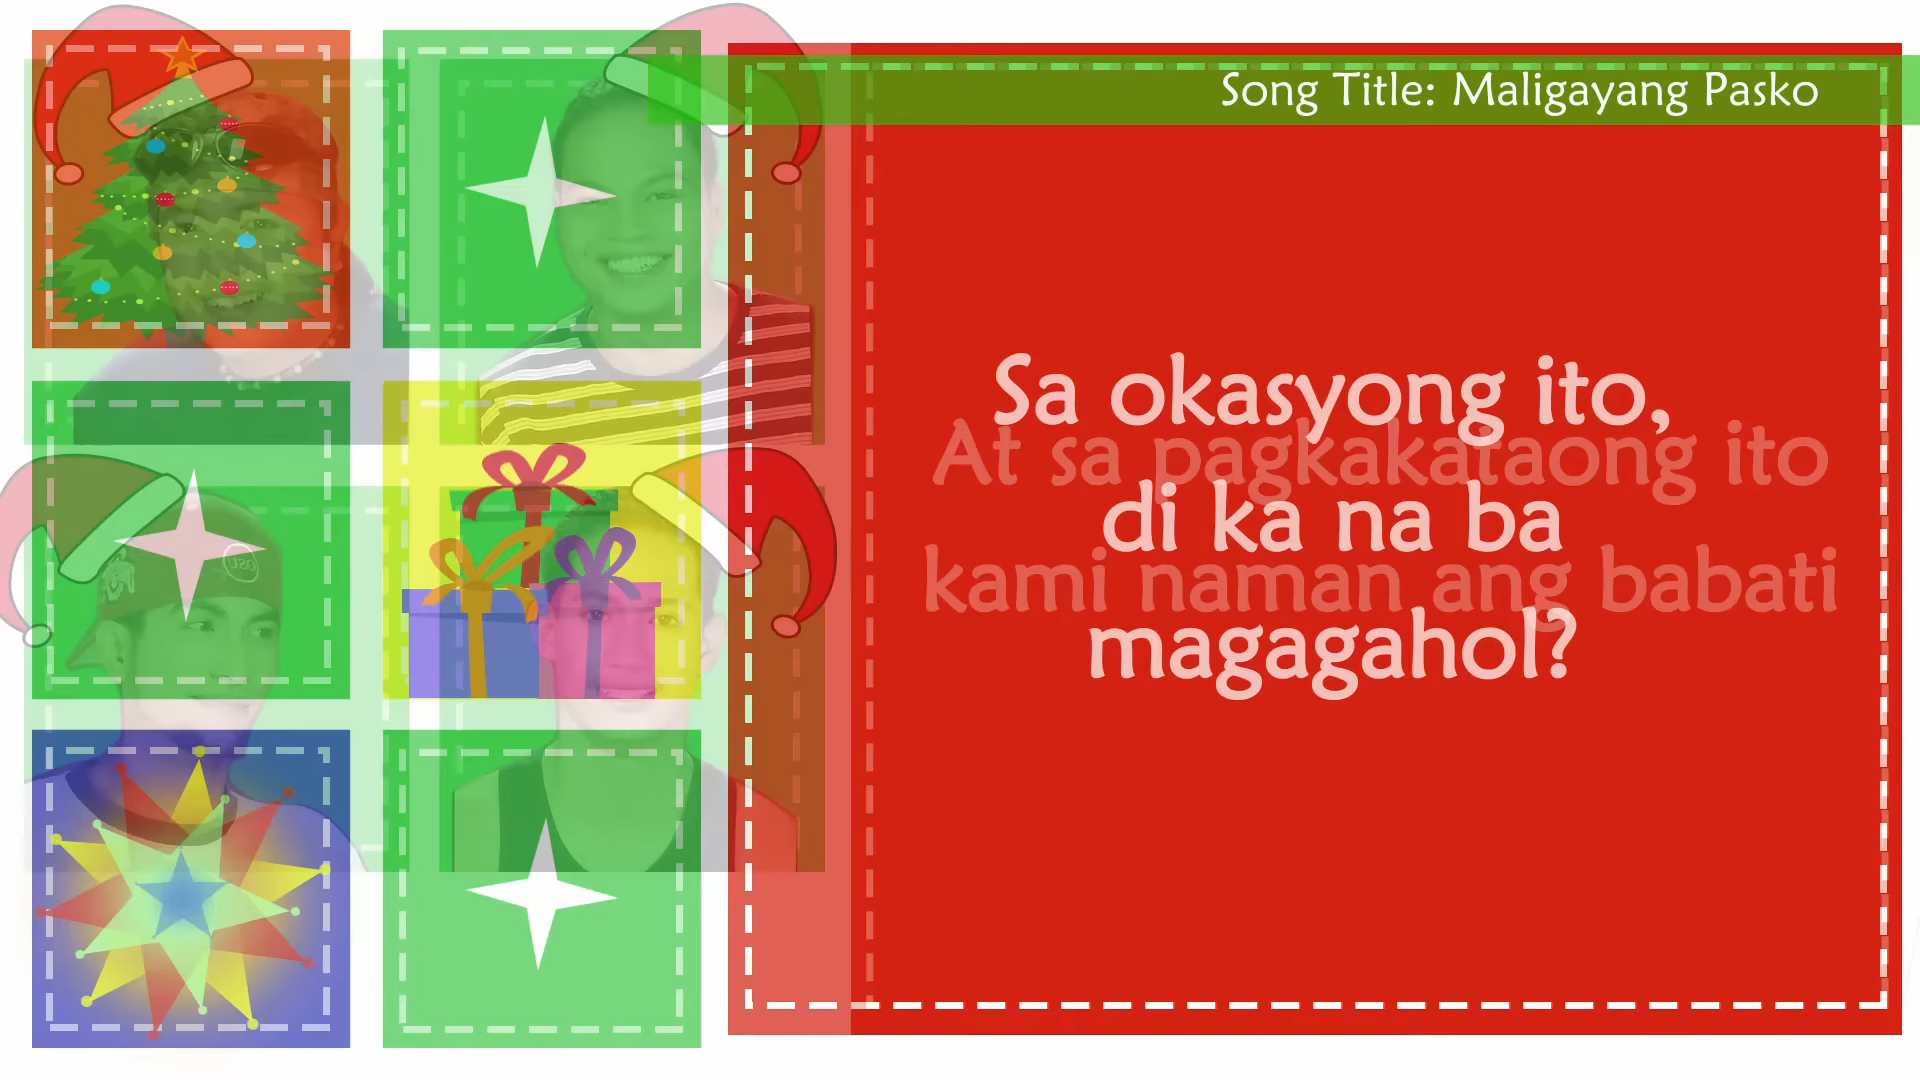 Song Title: Maligayang Pasko
Sa okasyong ito,
di ka na ba
magagahol?
At sa pagkakataong ito
kami naman ang babati